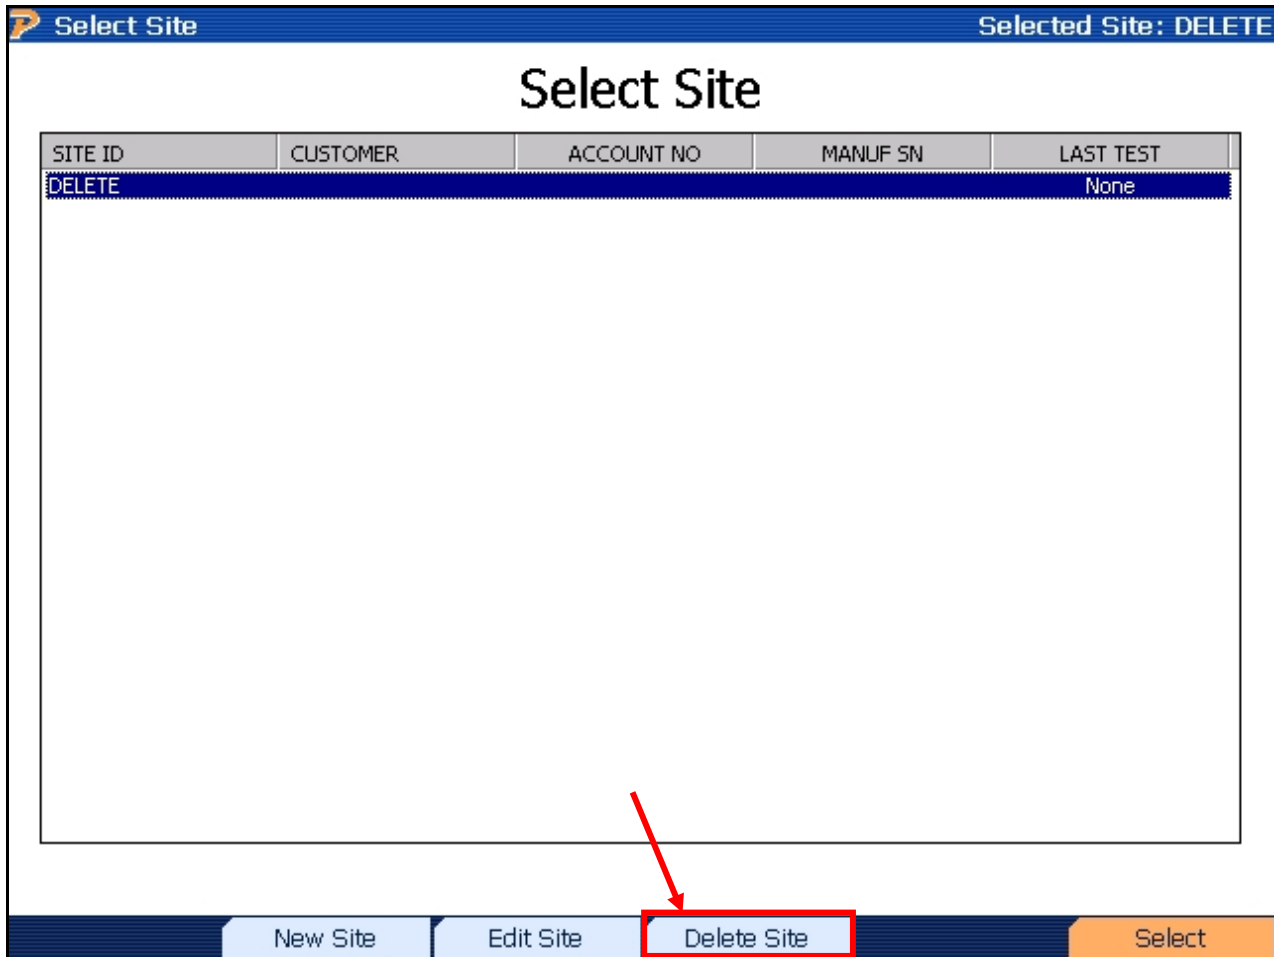 Select Site Selected Site: DELETE
Select Site
SITE ID CUSTOMER ACCOUNT NO MANUF SN LAST TEST
DELETE None
New Site Edit Site Delete Site Select